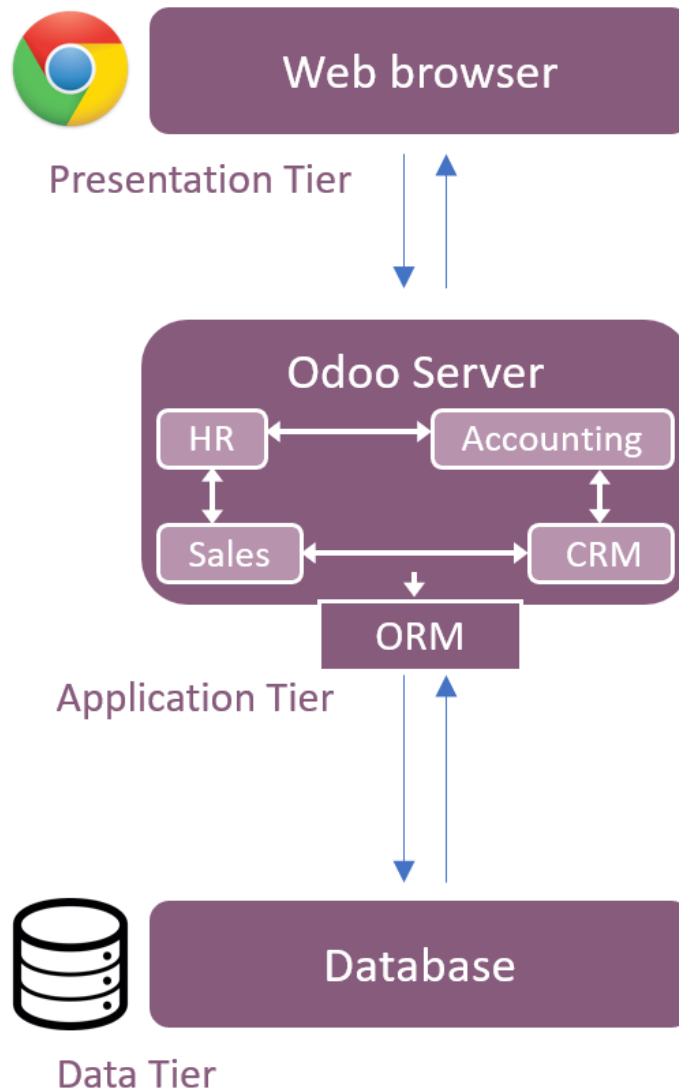 Web browser
Presentation Tier
Odoo Server
HR
Accounting
Sales
CRM
ORM
Application Tier
Database
Data Tier